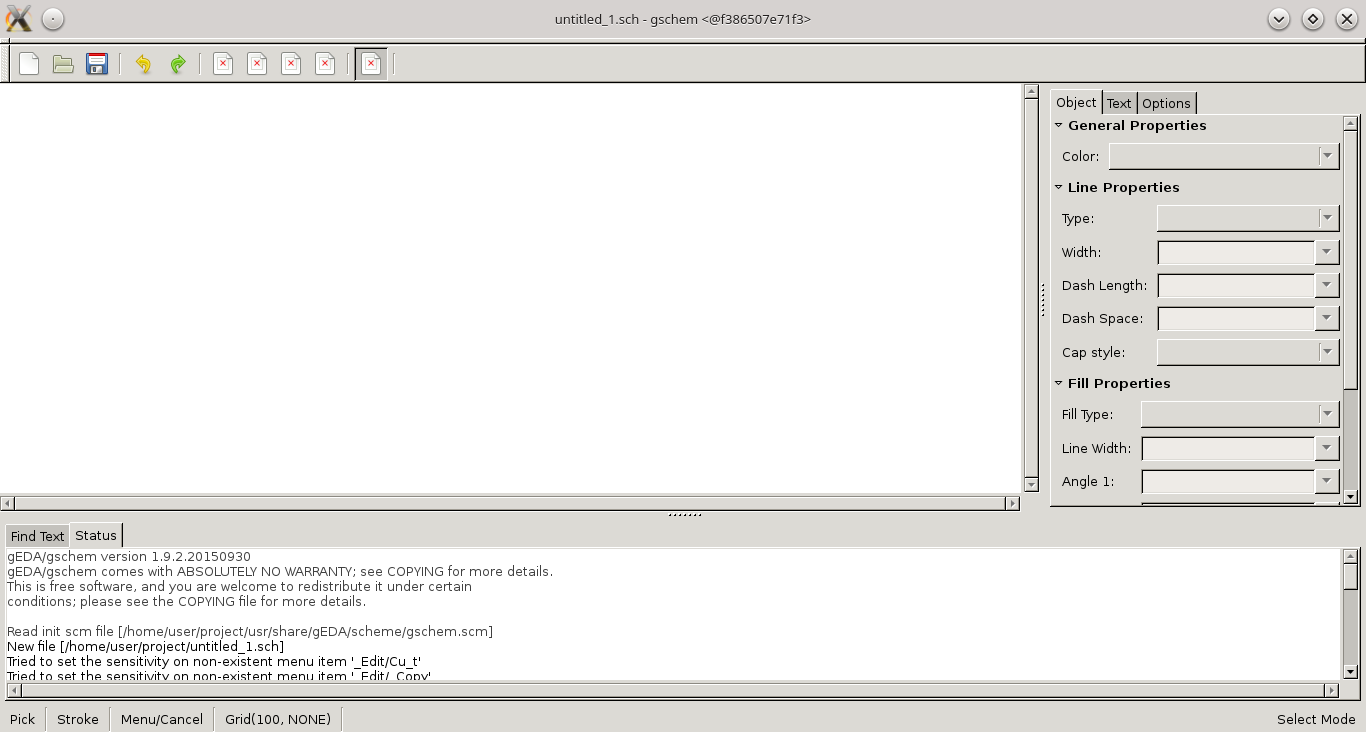 untitled_1.sch - gschem <@f386507e71f3>
Object Text Options
General Properties
Color:
Line Properties
Type:
Width:
Dash Length:
Dash Space:
Cap style:
Fill Properties
Fill Type:
Line Width:
Angle 1:
Find Text Status
gEDA/gschem version 1.9.2.20150930
gEDA/gschem comes with ABSOLUTELY NO WARRANTY; see COPYING for more details.
This is free software, and you are welcome to redistribute it under certain
conditions; please see the COPYING file for more details.
Read init scm file [/home/user/project/usr/share/gEDA/scheme/gschem.scm]
New file [/home/user/project/untitled_1.sch]
Tried to set the sensitivity on non-existent menu item '_Edit/Cu_t'
Tried to set the sensitivity on non-existent menu item '_Edit/_Copy'
Pick Stroke Menu/Cancel Grid(100, NONE) Select Mode